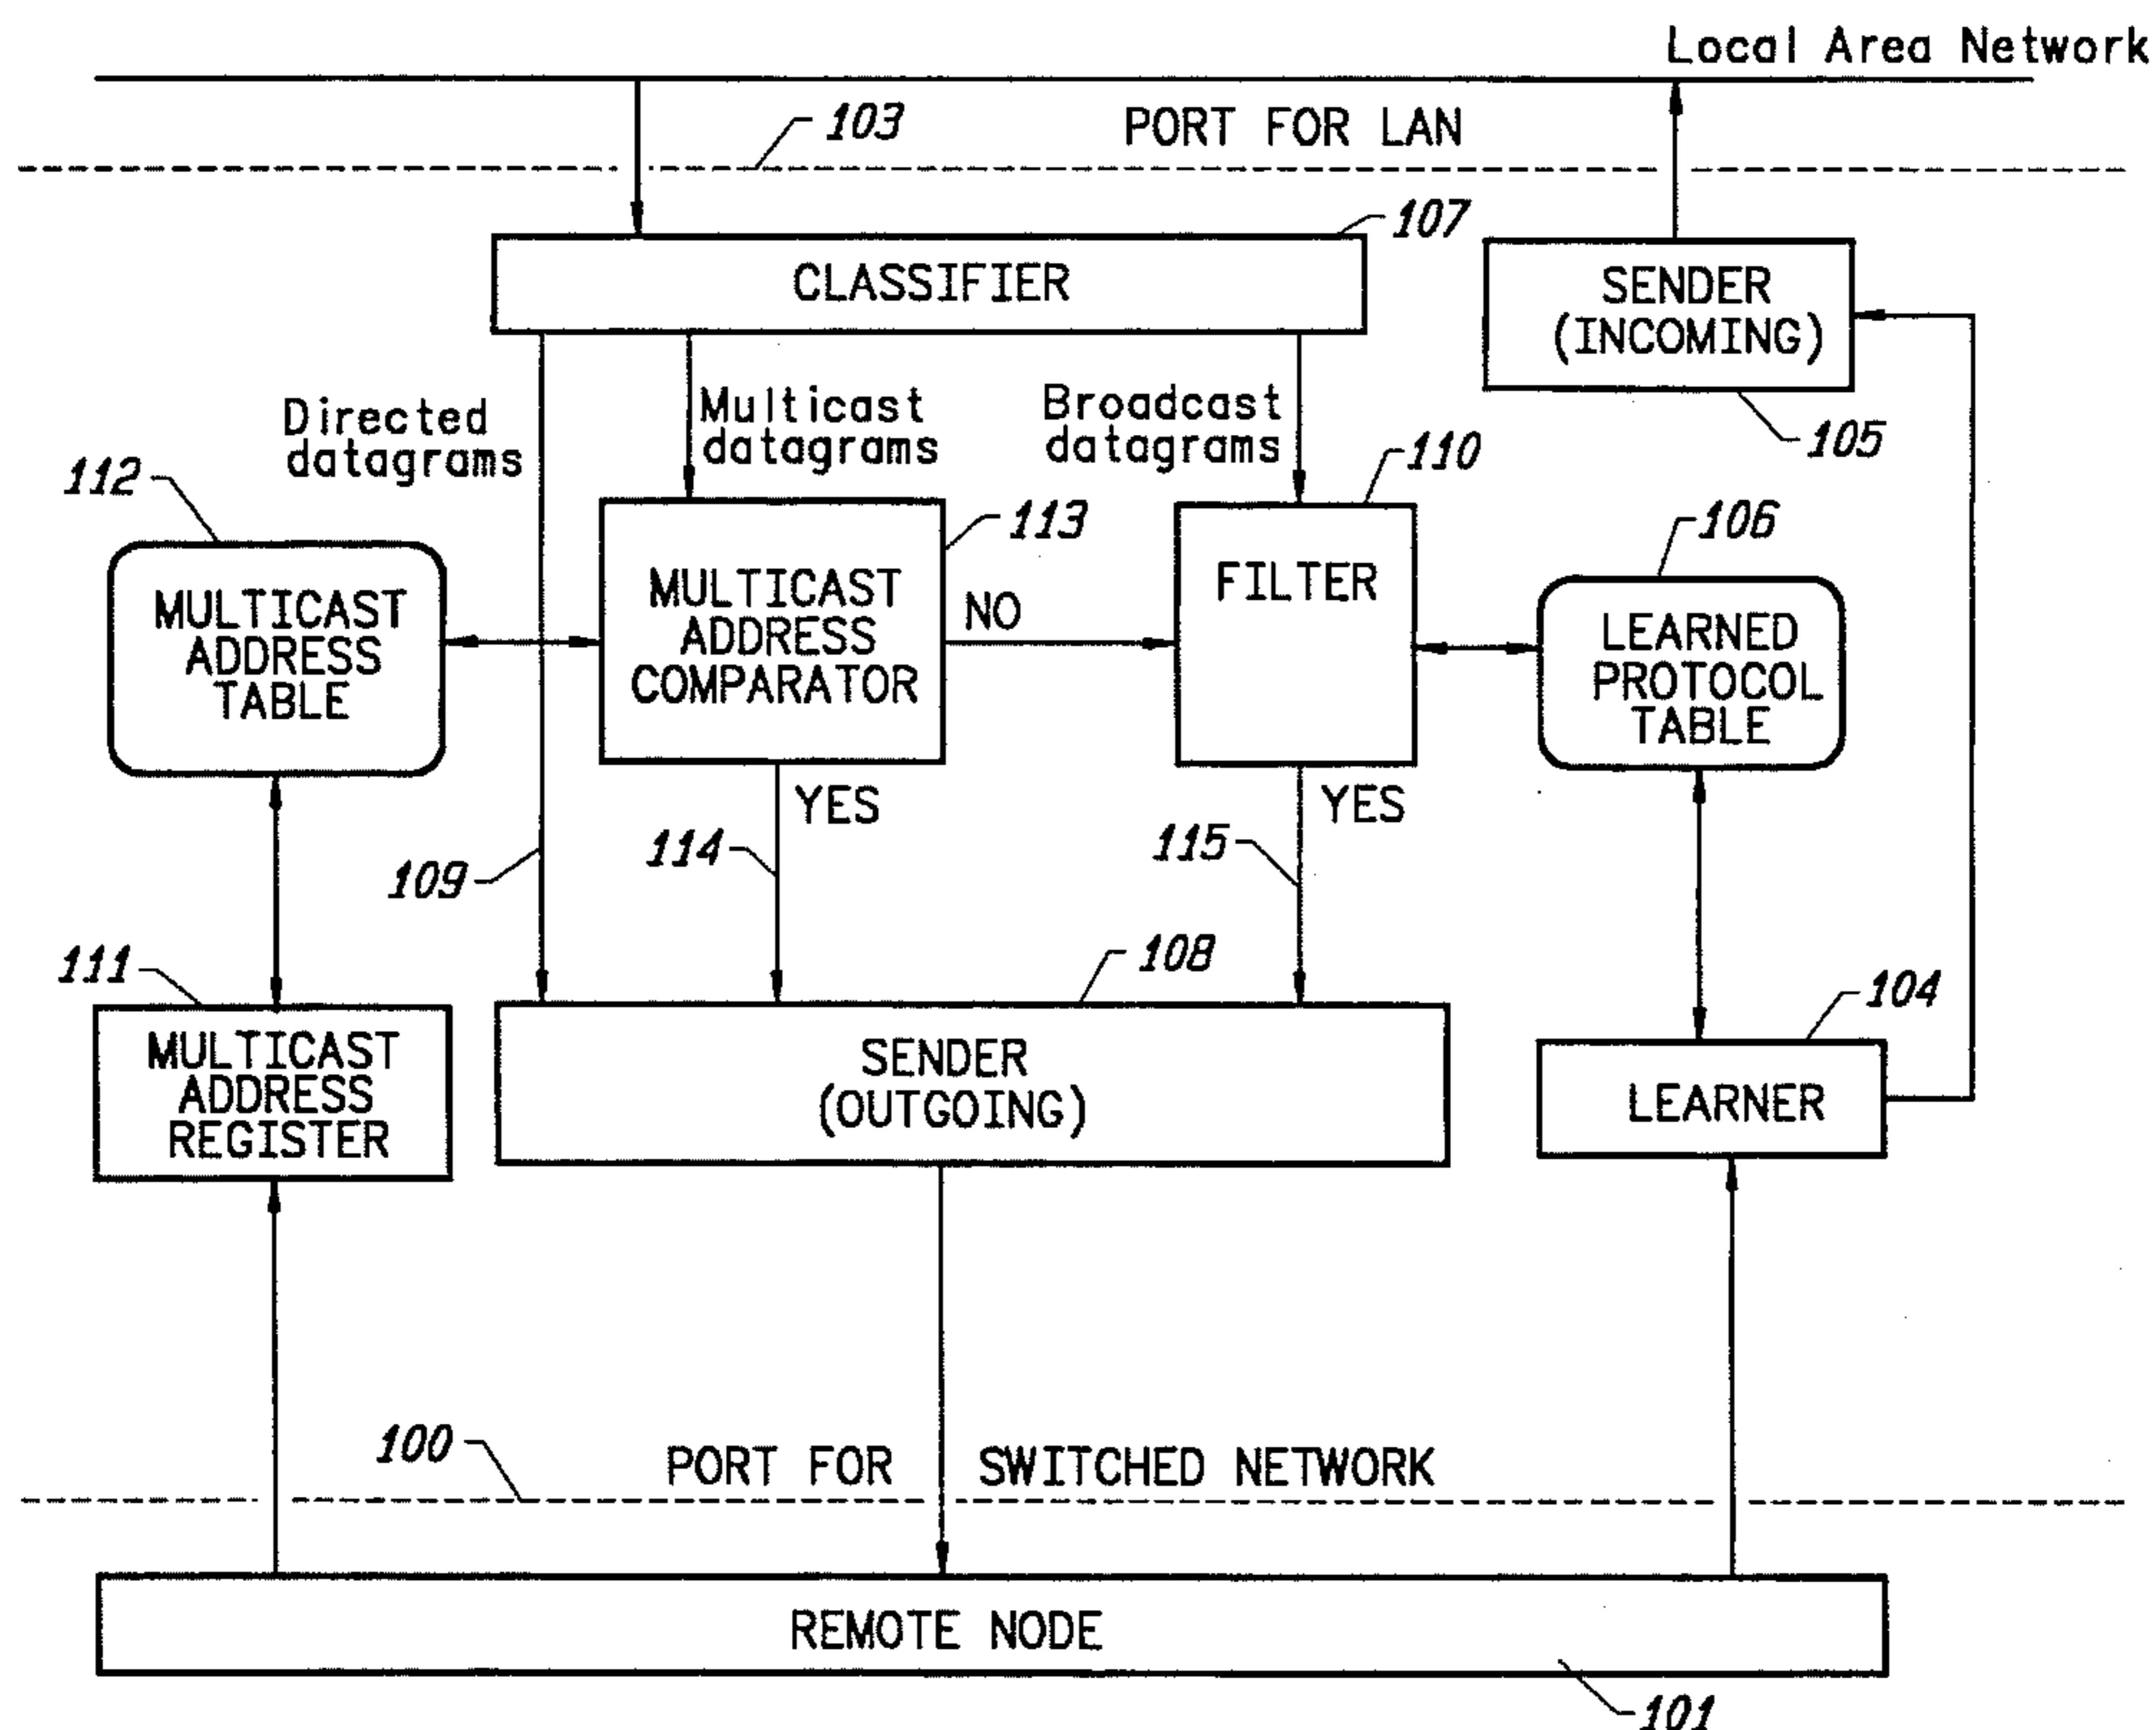 Local Area Network
103
PORT FOR LAN
107
CLASSIFIER
SENDER
(INCOMING)
105
Directed
datagrams
Multicast
datagrams
Broadcast
datagrams
110
112
113
106
MULTICAST
ADDRESS
TABLE
MULTICAST
ADDRESS
COMPARATOR
NO
FILTER
LEARNED
PROTOCOL
TABLE
YES
YES
109
114
115
111
108
104
MULTICAST
ADDRESS
REGISTER
SENDER
(OUTGOING)
LEARNER
100
PORT FOR SWITCHED NETWORK
REMOTE NODE
101